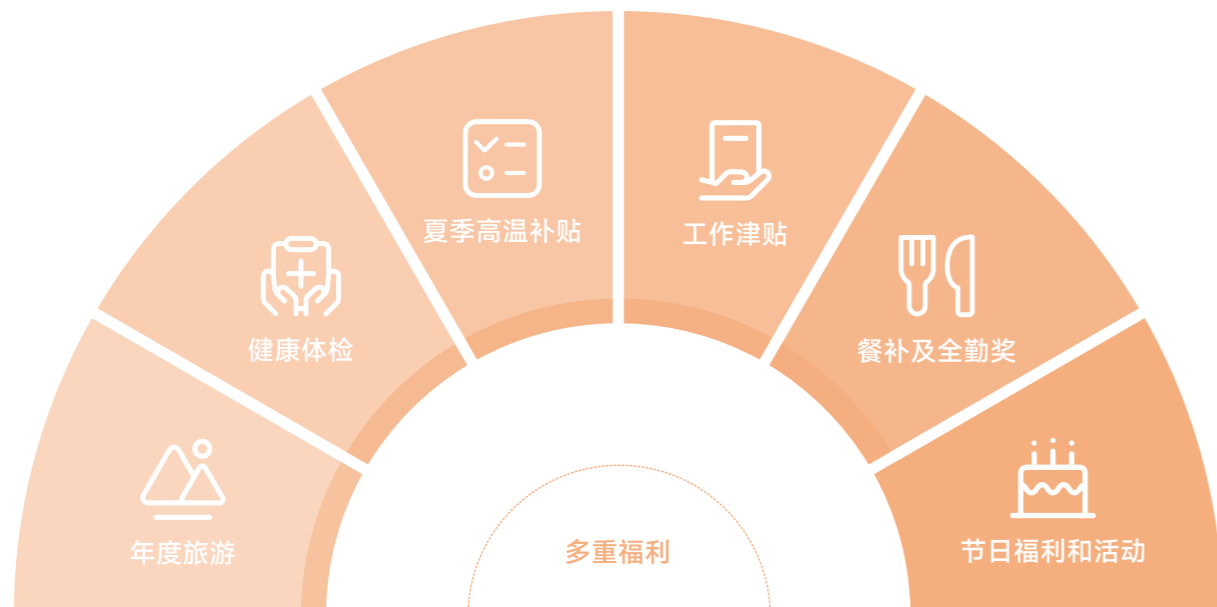 年度旅游
健康体检
夏季高温补贴
工作津贴
餐补及全勤奖
节日福利和活动
多重福利